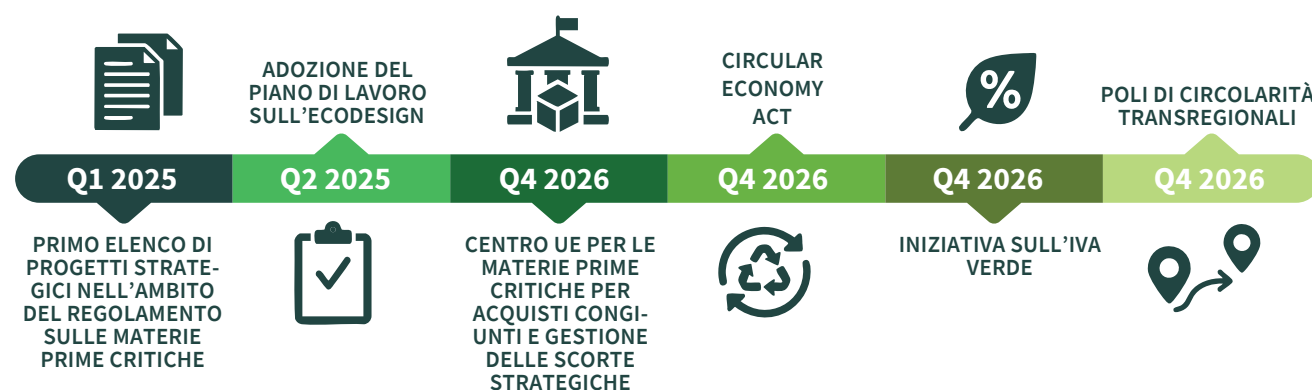 Q1 2025
PRIMO ELENCO DI
PROGETTI STRATE-
GICI NELL'AMBITO
DEL REGOLAMENTO
SULLE MATERIE
PRIME CRITICHE
ADOZIONE DEL
PIANO DI LAVORO
SULL'ECODESIGN
Q2 2025
Q4 2026
CENTRO UE PER LE
MATERIE PRIME
CRITICHE PER
ACQUISTI CONGI-
UNTI E GESTIONE
DELLE SCORTE
STRATEGICHE
CIRCULAR
ECONOMY
ACT
Q4 2026
%
Q4 2026
INIZIATIVA SULL'IVA
VERDE
POLI DI CIRCOLARITÀ
TRANSREGIONALI
Q4 2026